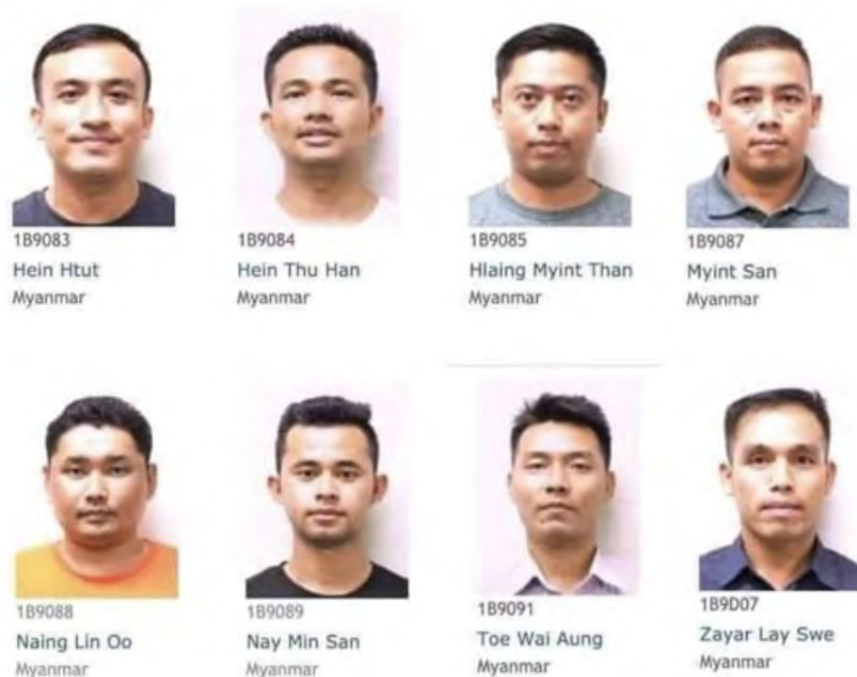 1B9083
Hein Htut
Myanmar
1B9084
Hein Thu Han
Myanmar
1B9085
Hlaing Myint Than
Myanmar
1B9087
Myint San
Myanmar
1B9088
Naing Lin Oo
Myanmar
1B9089
Nay Min San
Myanmar
1B9091
Toe Wai Aung
Myanmar
1B9D07
Zayar Lay Swe
Myanmar